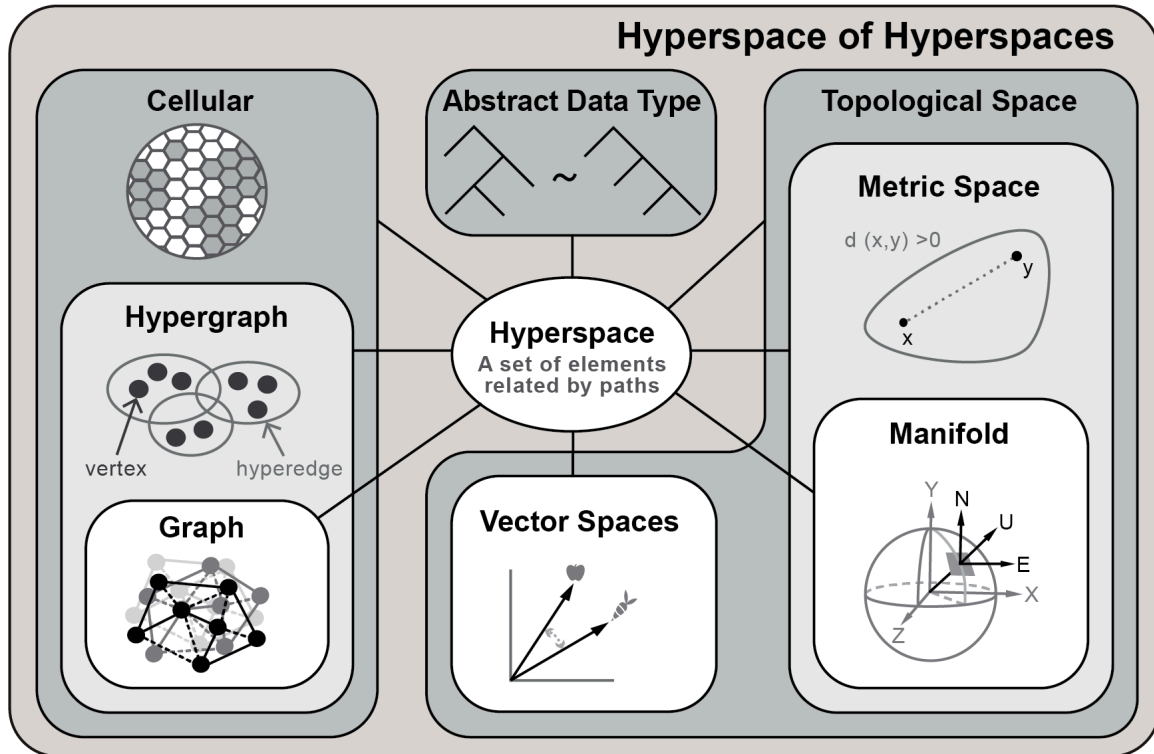 Hyperspace of Hyperspaces
Cellular
Abstract Data Type
~
Topological Space
Metric Space
d (x,y) >0
y
x
Hypergraph
vertex
hyperedge
Hyperspace
A set of elements
related by paths
Graph
Vector Spaces
Manifold
Y
N
U
E
X
Z